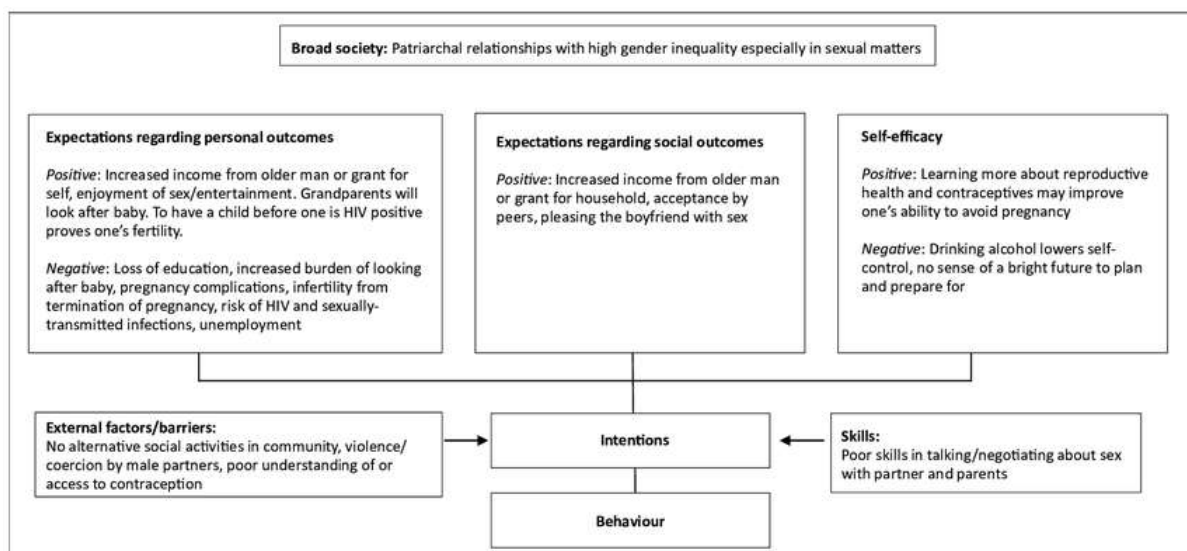 Broad society: Patriarchal relationships with high gender inequality especially in sexual matters
Expectations regarding personal outcomes
Positive: Increased income from older man or grant for
self, enjoyment of sex/entertainment. Grandparents will
look after baby. To have a child before one is HIV positive
proves one's fertility.
Negative: Loss of education, increased burden of looking
after baby, pregnancy complications, infertility from
termination of pregnancy, risk of HIV and sexually-
transmitted infections, unemployment
Expectations regarding social outcomes
Positive: Increased income from older man
or grant for household, acceptance by
peers, pleasing the boyfriend with sex
Self-efficacy
Positive: Learning more about reproductive
health and contraceptives may improve
one's ability to avoid pregnancy
Negative: Drinking alcohol lowers self-
control, no sense of a bright future to plan
and prepare for
External factors/barriers:
No alternative social activities in community, violence/
coercion by male partners, poor understanding of or
access to contraception
Intentions
Skills:
Poor skills in talking/negotiating about sex
with partner and parents
Behaviour